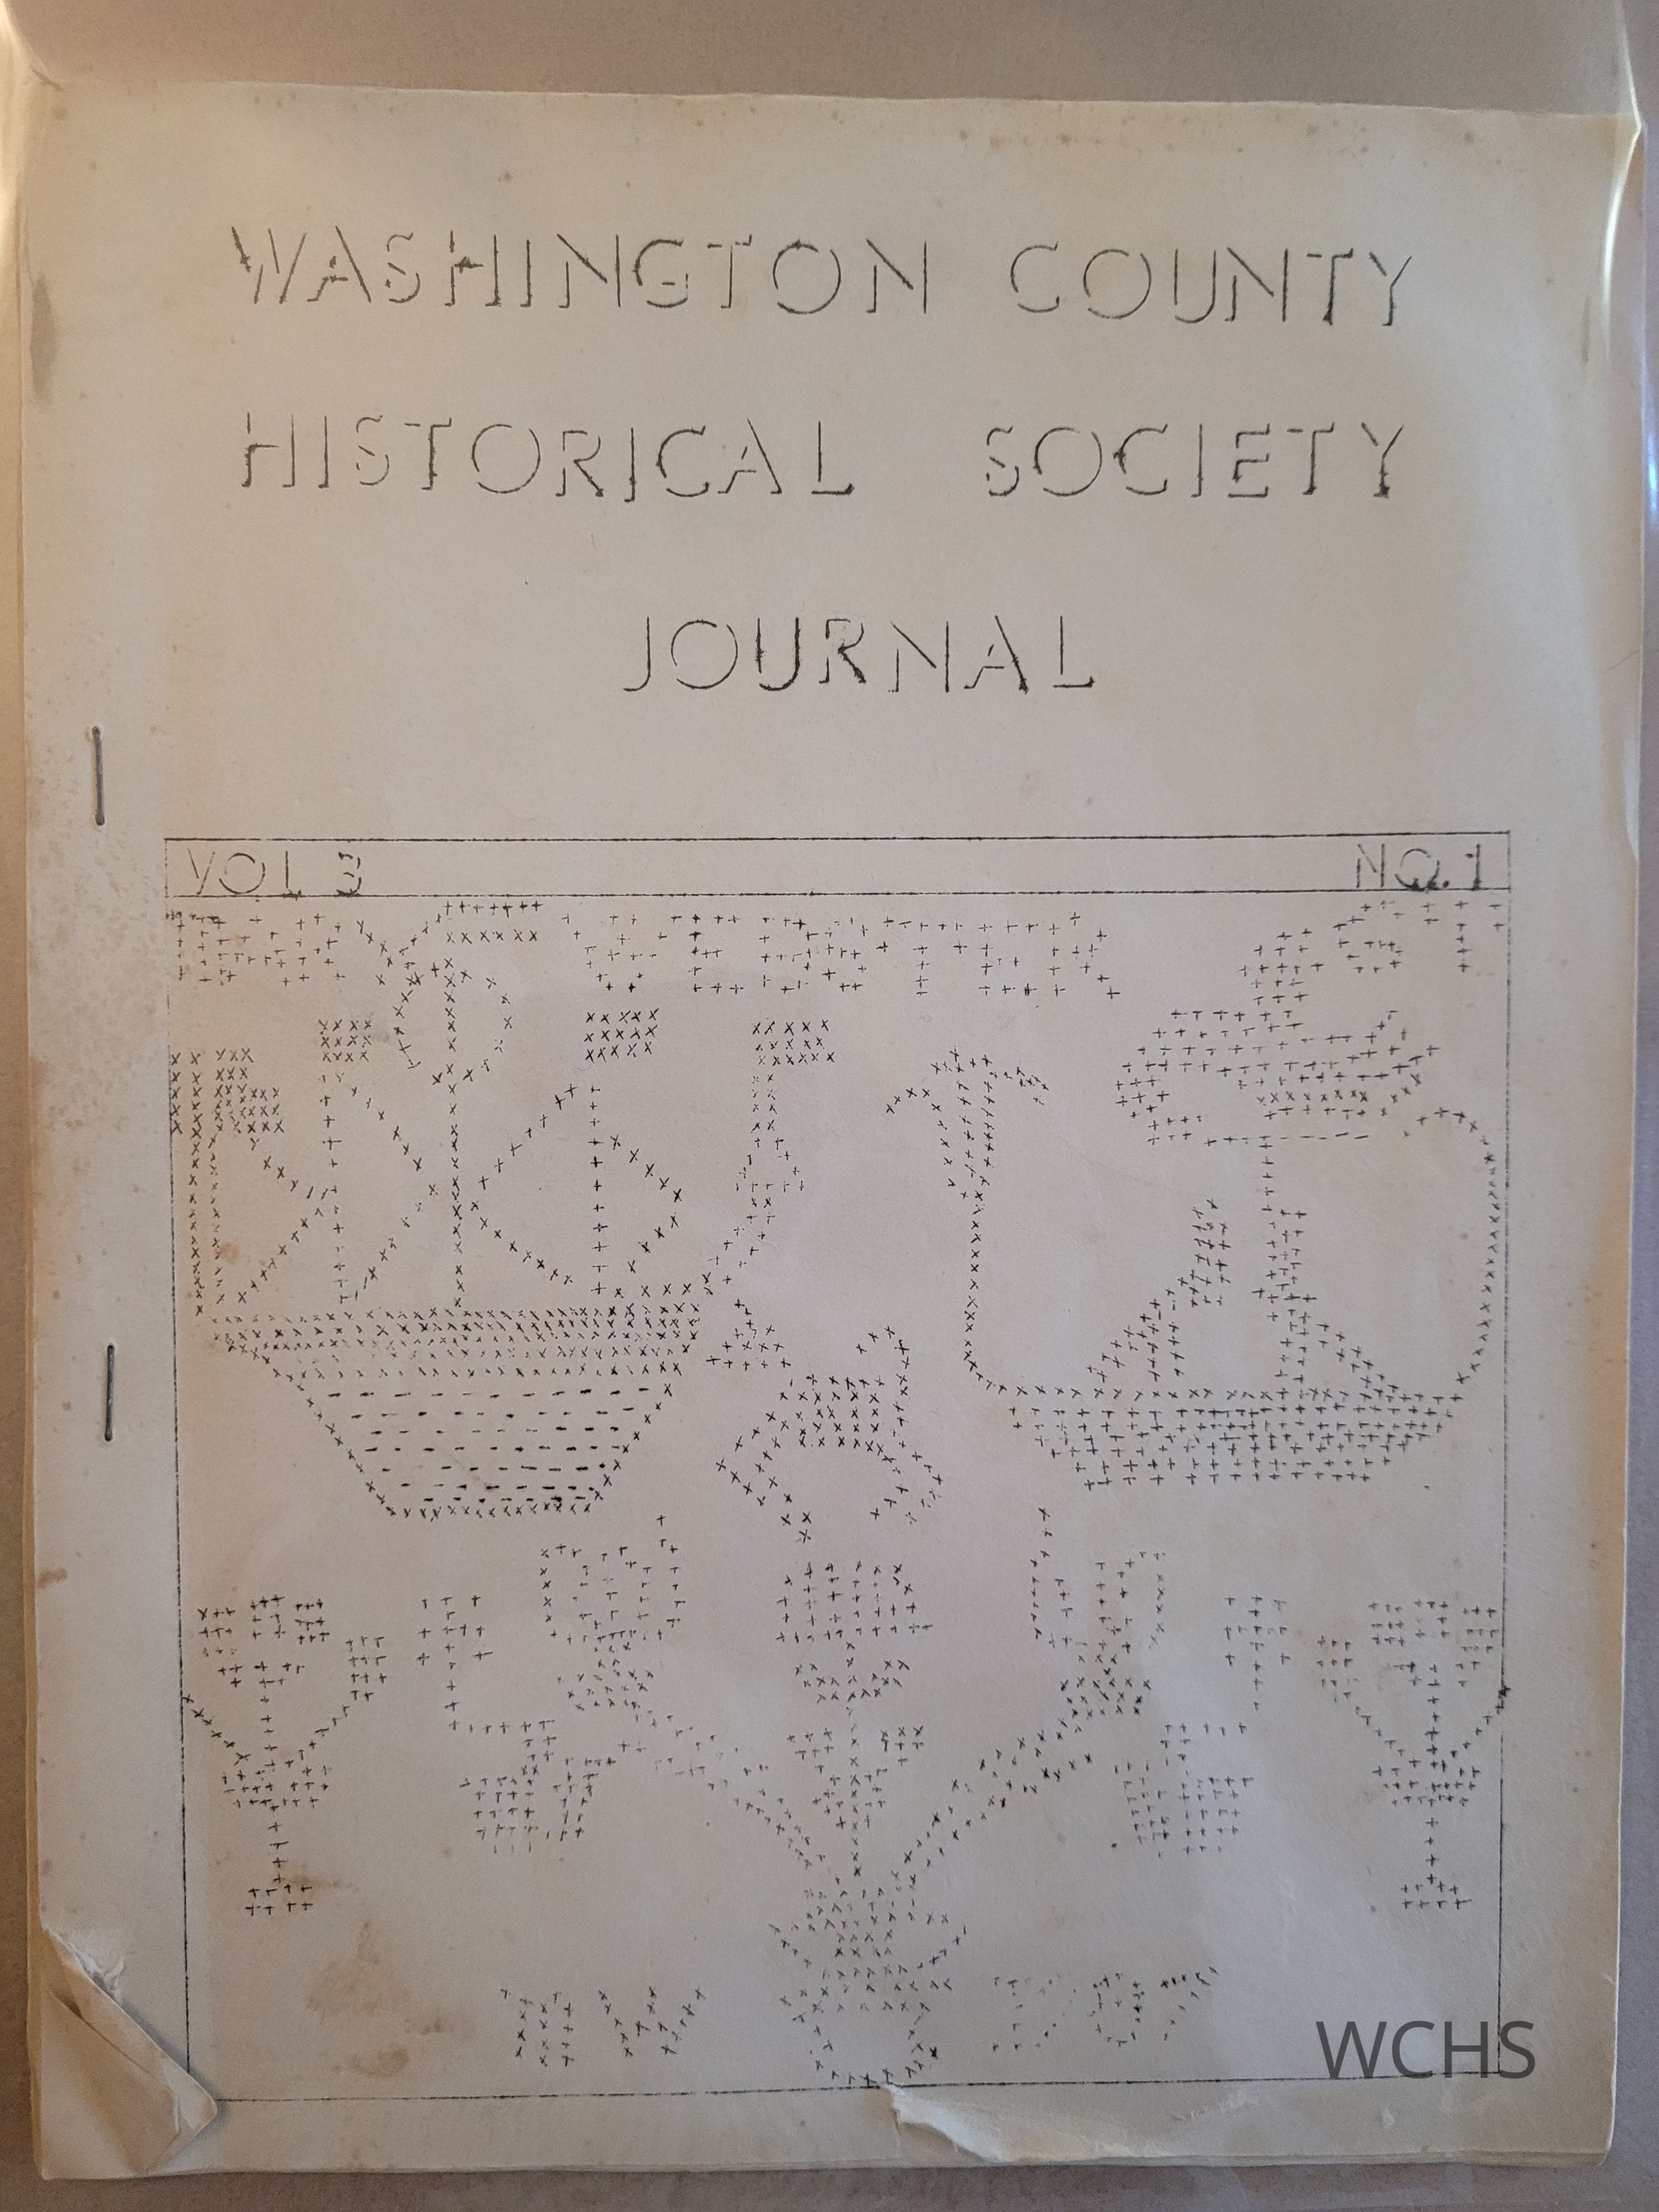 WASHINGTON COUNTY
HISTORICAL SOCIETY
JOURNAL
VOL 3 NO. 1
WCHS